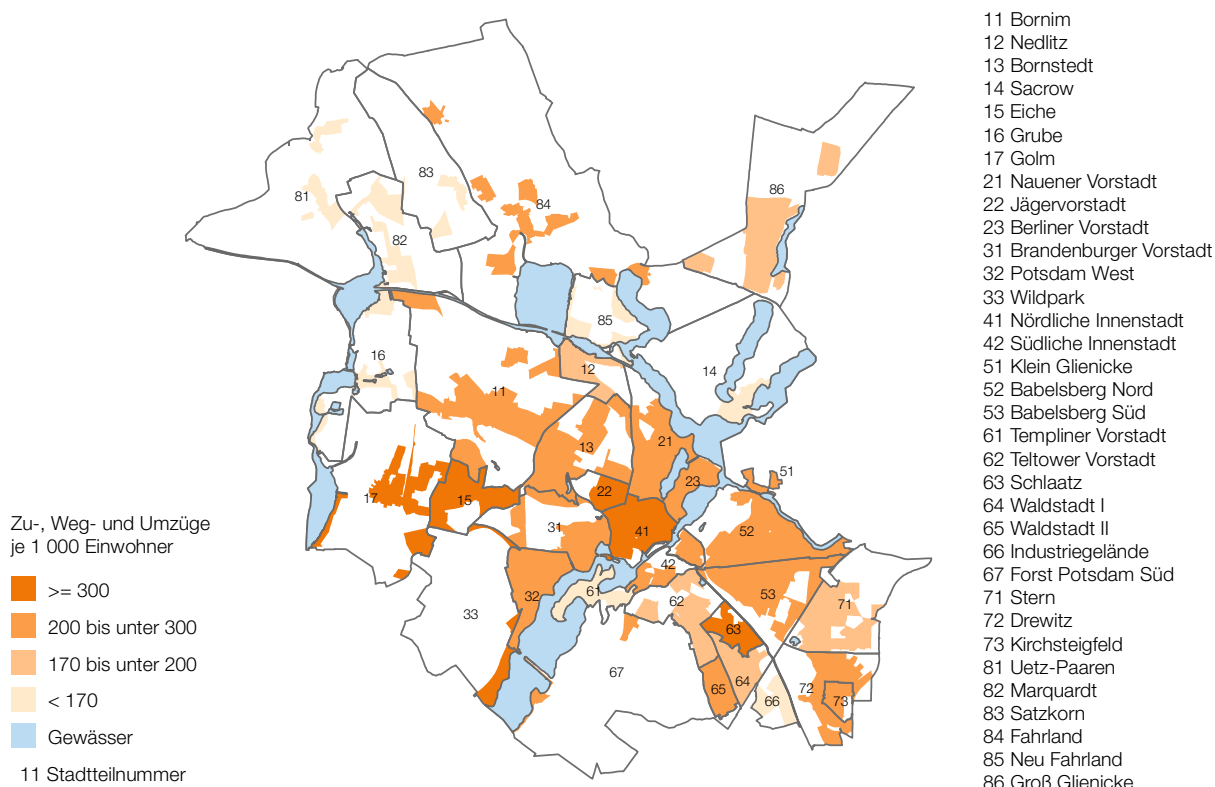 11 Bornim
12 Nedlitz
13 Bornstedt
14 Sacrow
15 Eiche
16 Grube
17 Golm
21 Nauener Vorstadt
22 Jägervorstadt
23 Berliner Vorstadt
31 Brandenburger Vorstadt
32 Potsdam West
33 Wildpark
41 Nördliche Innenstadt
42 Südliche Innenstadt
51 Klein Glienicke
52 Babelsberg Nord
53 Babelsberg Süd
61 Templiner Vorstadt
62 Teltower Vorstadt
63 Schlaatz
64 Waldstadt I
65 Waldstadt II
66 Industriegelände
67 Forst Potsdam Süd
71 Stern
72 Drewitz
73 Kirchsteigfeld
81 Uetz-Paaren
82 Marquardt
83 Satzkorn
84 Fahrland
85 Neu Fahrland
86 Groß Glienicke
83
81
84
86
82
85
16
12
14
11
13
21
22
23
51
17
15
31
41
52
42
53
61
32
33
62
63
71
67
65
64
66
72
73
Zu-, Weg- und Umzüge
je 1 000 Einwohner
>= 300
200 bis unter 300
170 bis unter 200
< 170
Gewässer
11 Stadtteilnummer